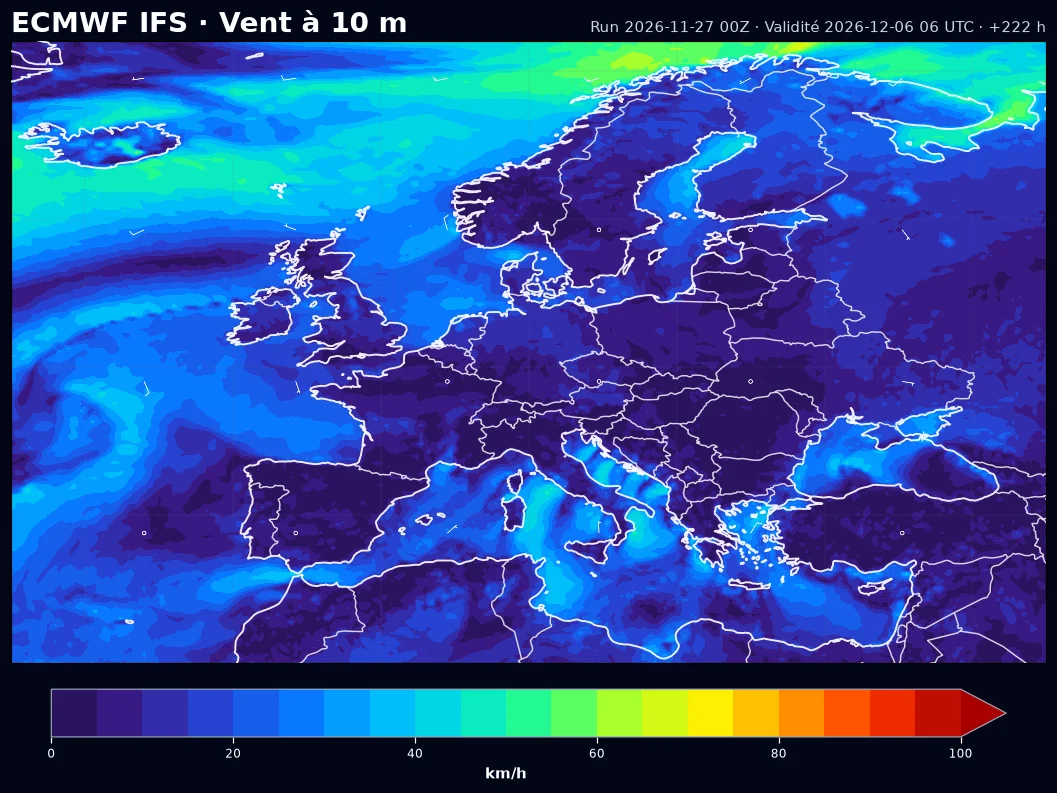 ECMWF IFS · Vent à 10 m
Run 2026-11-27 00Z · Validité 2026-12-06 06 UTC · +222 h
0 20 40 60 80 100
km/h